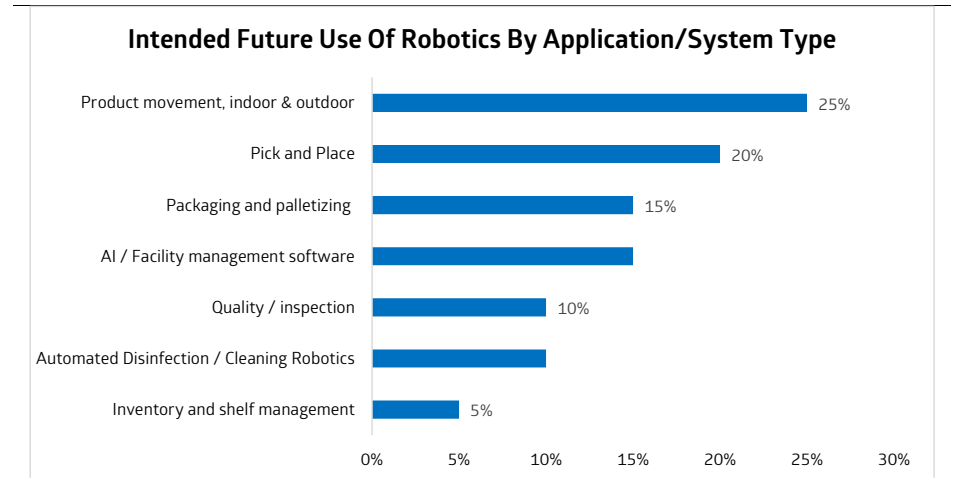 Intended Future Use Of Robotics By Application/System Type
Product movement, indoor & outdoor 25%
Pick and Place 20%
Packaging and palletizing 15%
AI / Facility management software
Quality / inspection 10%
Automated Disinfection / Cleaning Robotics
Inventory and shelf management 5%
0% 5% 10% 15% 20% 25% 30%